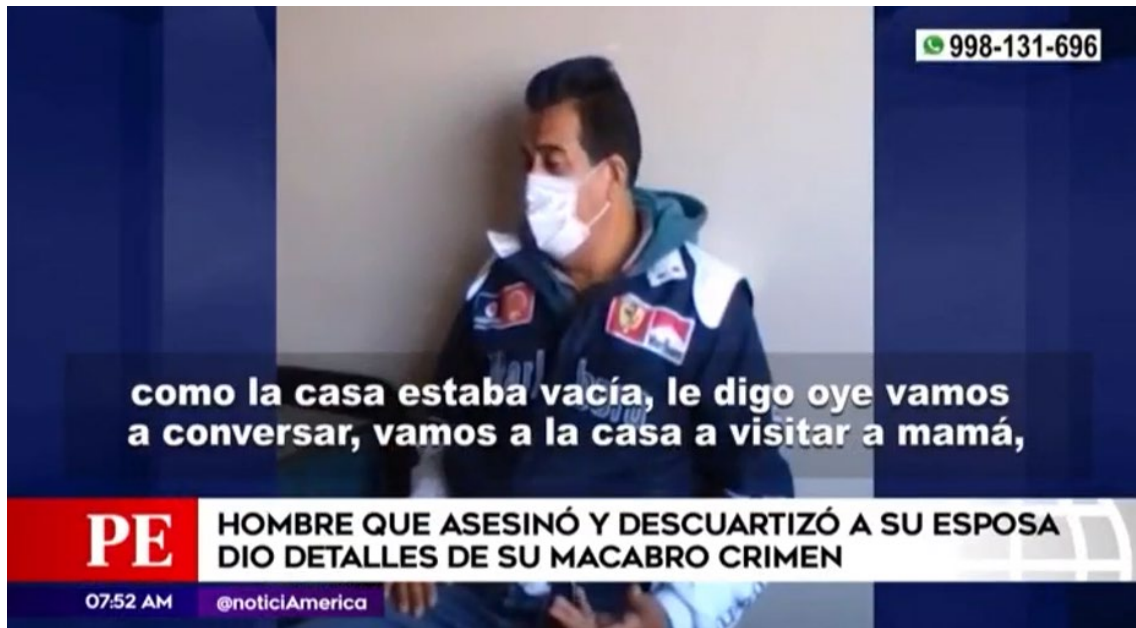 998-131-696
como la casa estaba vacía, le digo oye vamos
a conversar, vamos a la casa a visitar a mamá,
PE
HOMBRE QUE ASESINÓ Y DESCUARTIZÓ A SU ESPOSA
DIO DETALLES DE SU MACABRO CRIMEN
07:52 AM
@noticiAmerica